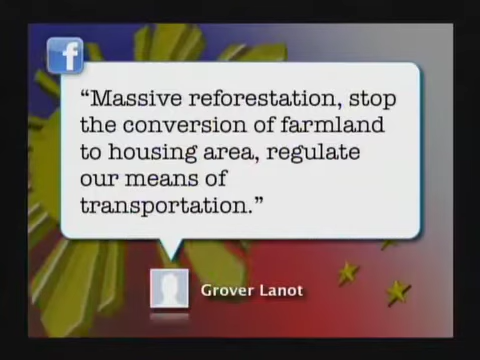 f
“Massive reforestation, stop
the conversion of farmland
to housing area, regulate
our means of
transportation.”
Grover Lanot